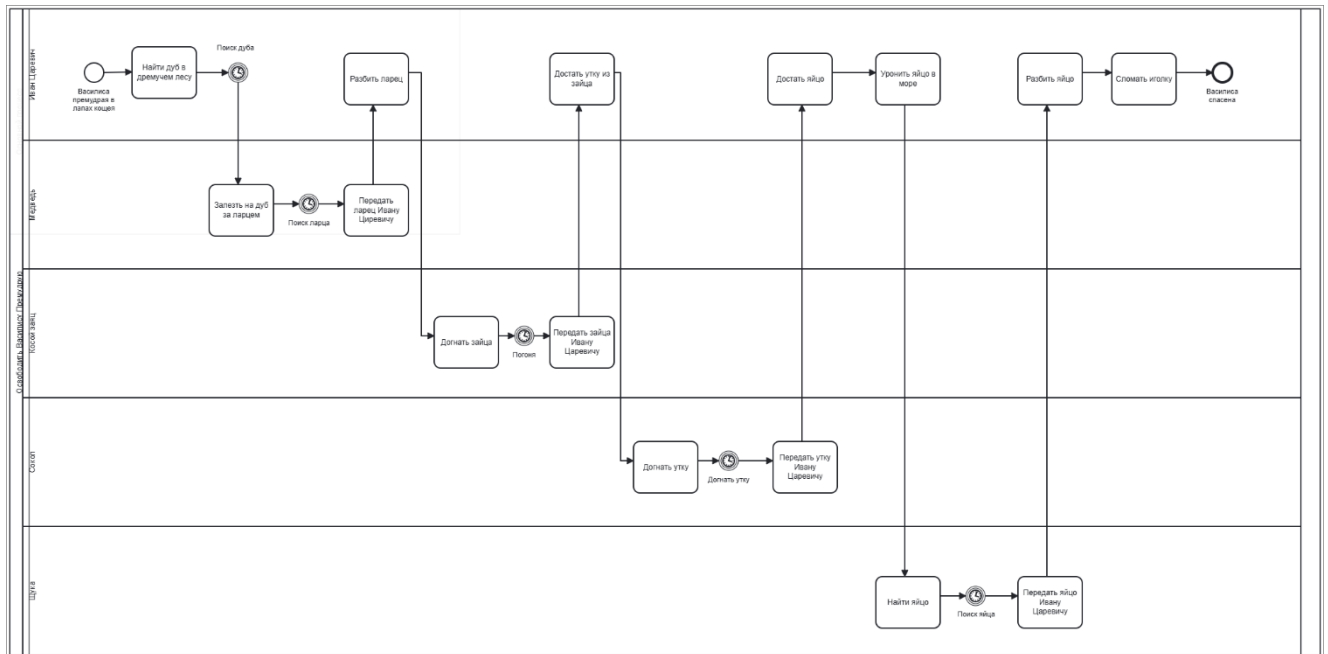 Освободить Василису Премудрую
Иван Царевич
Василиса
премудрая в
лапах кощея
Найти дуб в
дремучем лесу
Поиск дуба
Разбить ларец
Достать утку из
зайца
Достать яйцо
Уронить яйцо в
море
Разбить яйцо
Сломать иголку
Василиса
спасена
Медведь
Залезть на дуб
за ларцем
Поиск ларца
Передать
ларец Ивану
Циревичу
Косой заяц
Догнать зайца
Погоня
Передать зайца
Ивану
Царевичу
Сокол
Догнать утку
Догнать утку
Передать утку
Ивану
Царевичу
Щука
Найти яйцо
Поиск яйца
Передать яйцо
Ивану
Царевичу